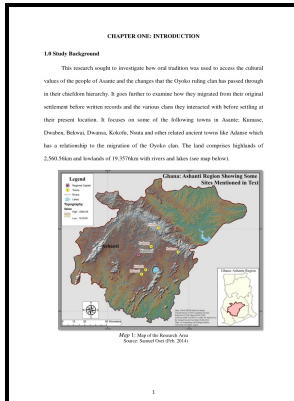 CHAPTER ONE: INTRODUCTION
1.0 Study Background
This research sought to investigate how oral tradition was used to access the cultural
values of the people of Asante and the changes that the Oyoko ruling clan has passed through
in their chiefdom hierarchy. It goes further to examine how they migrated from their original
settlement before written records and the various clans they interacted with before settling at
their present location. It focuses on some of the following towns in Asante; Kumase,
Dwaben, Bekwai, Dwansa, Kokofu, Nsuta and other related ancient towns like Adanse which
has a relationship to the migration of the Oyoko clan. The land comprises highlands of
2,560.56km and lowlands of 19.3576km with rivers and lakes (see map below).
Ghana: Ashanti Region Showing Some
Sites Mentioned in Text
Legend
Regional Capital
Towns
Rivers
Lakes
Topography
Value
Ashanti
Ghana: Ashanti Region
Map 1: Map of the Research Area
Source: Samuel Osei (Feb. 2014)
1